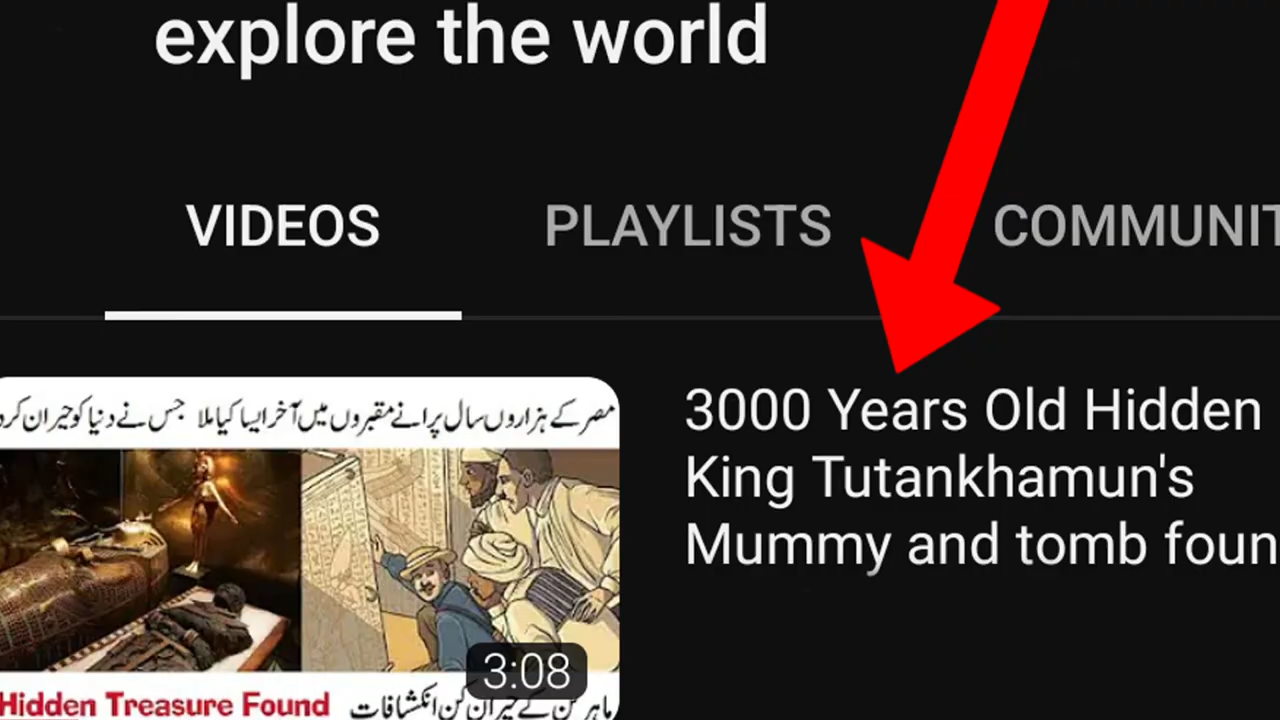 explore the world
VIDEOS
PLAYLISTS
COMMUNIT
مصر کے ہزاروں سال پرانے مقبروں میں آخر ایسا کیا ملا جس نے دنیا کو حیران کرد
3000 Years Old Hidden
King Tutankhamun's
Mummy and tomb foun
3:08
Hidden Treasure Found
ماہرین کے حیران کن انکشافات